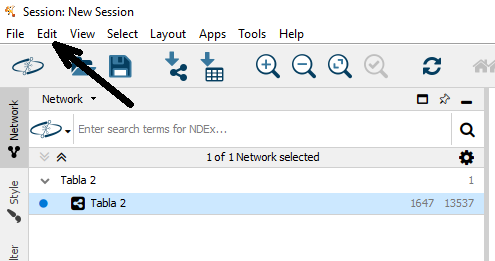 Session: New Session
File Edit View Select Layout Apps Tools Help
Network
Enter search terms for NDEx...
1 of 1 Network selected
Tabla 2 1
Tabla 2 1647 13537
Network
Style